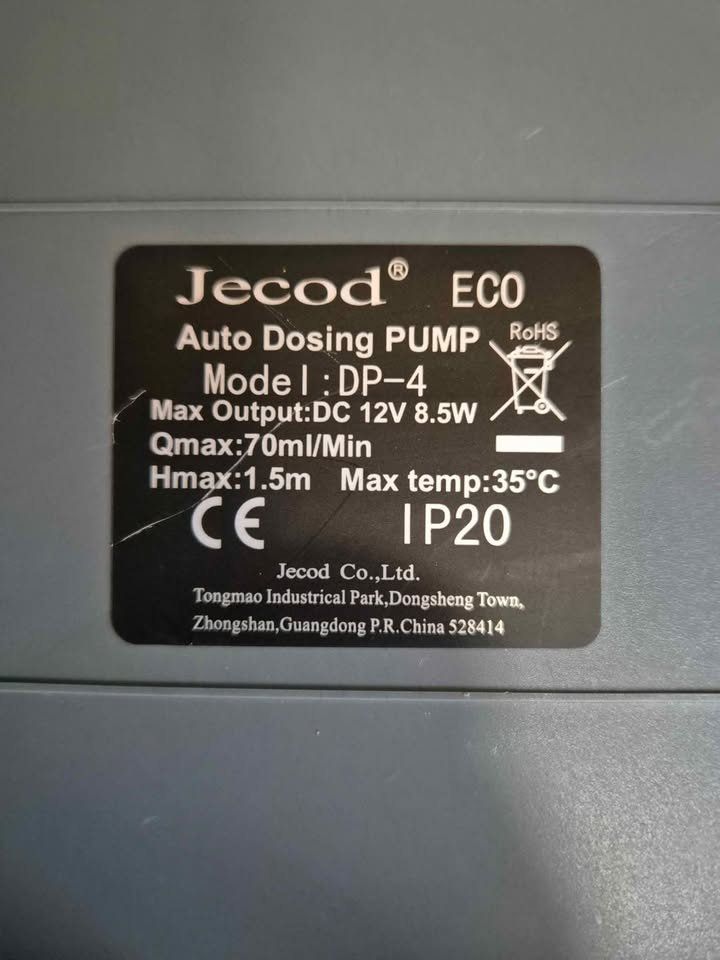 Jecod® ECO
Auto Dosing PUMP RoHS
Model:DP-4
Max Output:DC 12V 8.5W
Qmax:70ml/Min
Hmax:1.5m Max temp:35°C
CE IP20
Jecod Co.,Ltd.
Tongmao Industrical Park,Dongsheng Town,
Zhongshan,Guangdong P.R.China 528414